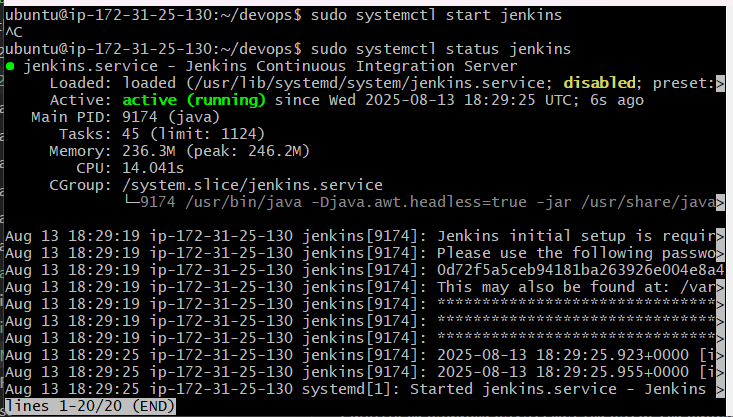 ubuntu@ip-172-31-25-130:~/devops$ sudo systemctl start jenkins
^C
ubuntu@ip-172-31-25-130:~/devops$ sudo systemctl status jenkins
● jenkins.service - Jenkins Continuous Integration Server
     Loaded: loaded (/usr/lib/systemd/system/jenkins.service; disabled; preset:>
     Active: active (running) since Wed 2025-08-13 18:29:25 UTC; 6s ago
   Main PID: 9174 (java)
      Tasks: 45 (limit: 1124)
     Memory: 236.3M (peak: 246.2M)
        CPU: 14.041s
     CGroup: /system.slice/jenkins.service
             └─9174 /usr/bin/java -Djava.awt.headless=true -jar /usr/share/java>
Aug 13 18:29:19 ip-172-31-25-130 jenkins[9174]: Jenkins initial setup is requir>
Aug 13 18:29:19 ip-172-31-25-130 jenkins[9174]: Please use the following passwo>
Aug 13 18:29:19 ip-172-31-25-130 jenkins[9174]: 0d72f5a5ceb94181ba263926e004e8a4
Aug 13 18:29:19 ip-172-31-25-130 jenkins[9174]: This may also be found at: /var>
Aug 13 18:29:19 ip-172-31-25-130 jenkins[9174]: *******************************>
Aug 13 18:29:19 ip-172-31-25-130 jenkins[9174]: *******************************>
Aug 13 18:29:19 ip-172-31-25-130 jenkins[9174]: *******************************>
Aug 13 18:29:25 ip-172-31-25-130 jenkins[9174]: 2025-08-13 18:29:25.923+0000 [i>
Aug 13 18:29:25 ip-172-31-25-130 jenkins[9174]: 2025-08-13 18:29:25.955+0000 [i>
Aug 13 18:29:25 ip-172-31-25-130 systemd[1]: Started jenkins.service - Jenkins >
lines 1-20/20 (END)